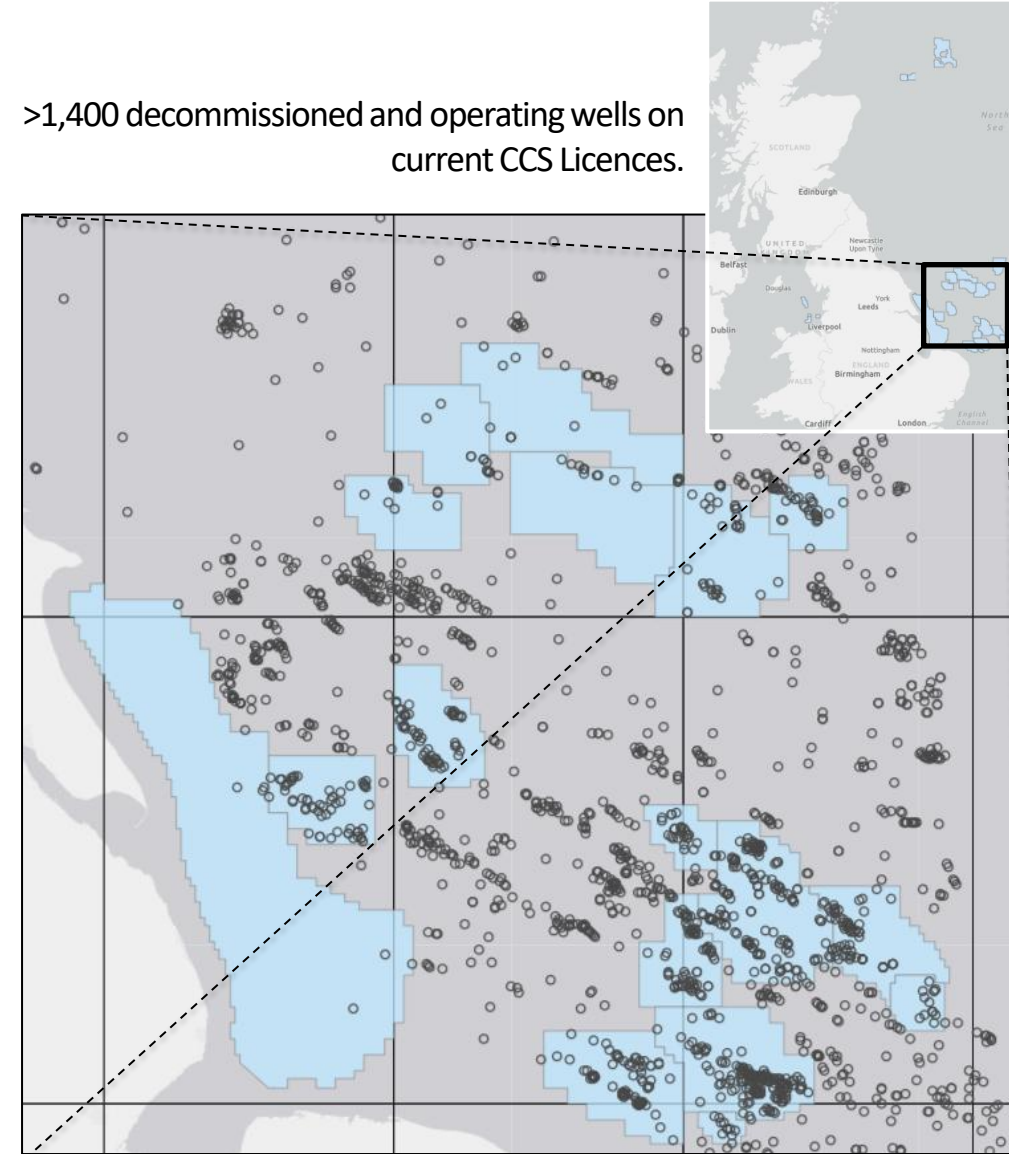 >1,400 decommissioned and operating wells on
current CCS Licences.
North
Sea
SCOTLAND
Edinburgh
UNITED
KINGDOM
Newcastle
Upon Tyne
Belfast
Douglas
York
Leeds
Dublin
Liverpool
Nottingham
ENGLAND
Birmingham
WALES
Cardiff
London
English
Channel